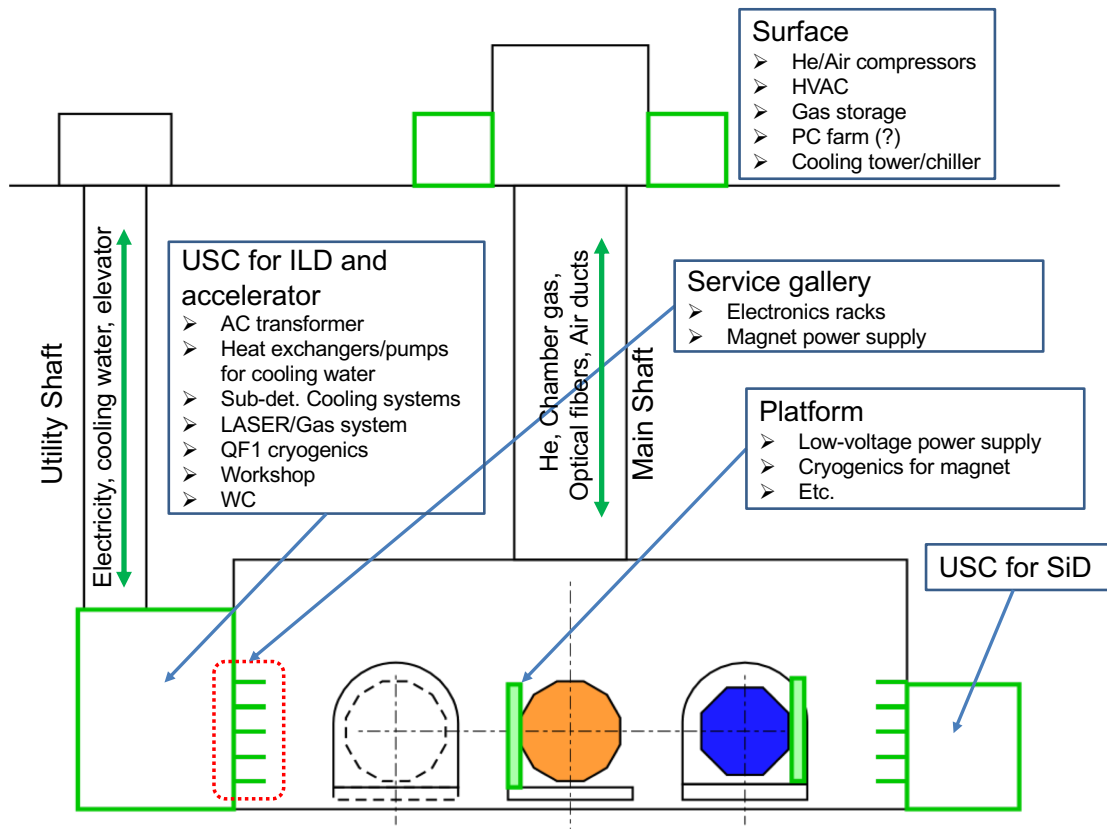 Surface
➢ He/Air compressors
➢ HVAC
➢ Gas storage
➢ PC farm (?)
➢ Cooling tower/chiller
Utility Shaft
Electricity, cooling water, elevator
USC for ILD and
accelerator
➢ AC transformer
➢ Heat exchangers/pumps
for cooling water
➢ Sub-det. Cooling systems
➢ LASER/Gas system
➢ QF1 cryogenics
➢ Workshop
➢ WC
He, Chamber gas,
Optical fibers, Air ducts
Main Shaft
Service gallery
➢ Electronics racks
➢ Magnet power supply
Platform
➢ Low-voltage power supply
➢ Cryogenics for magnet
➢ Etc.
USC for SiD